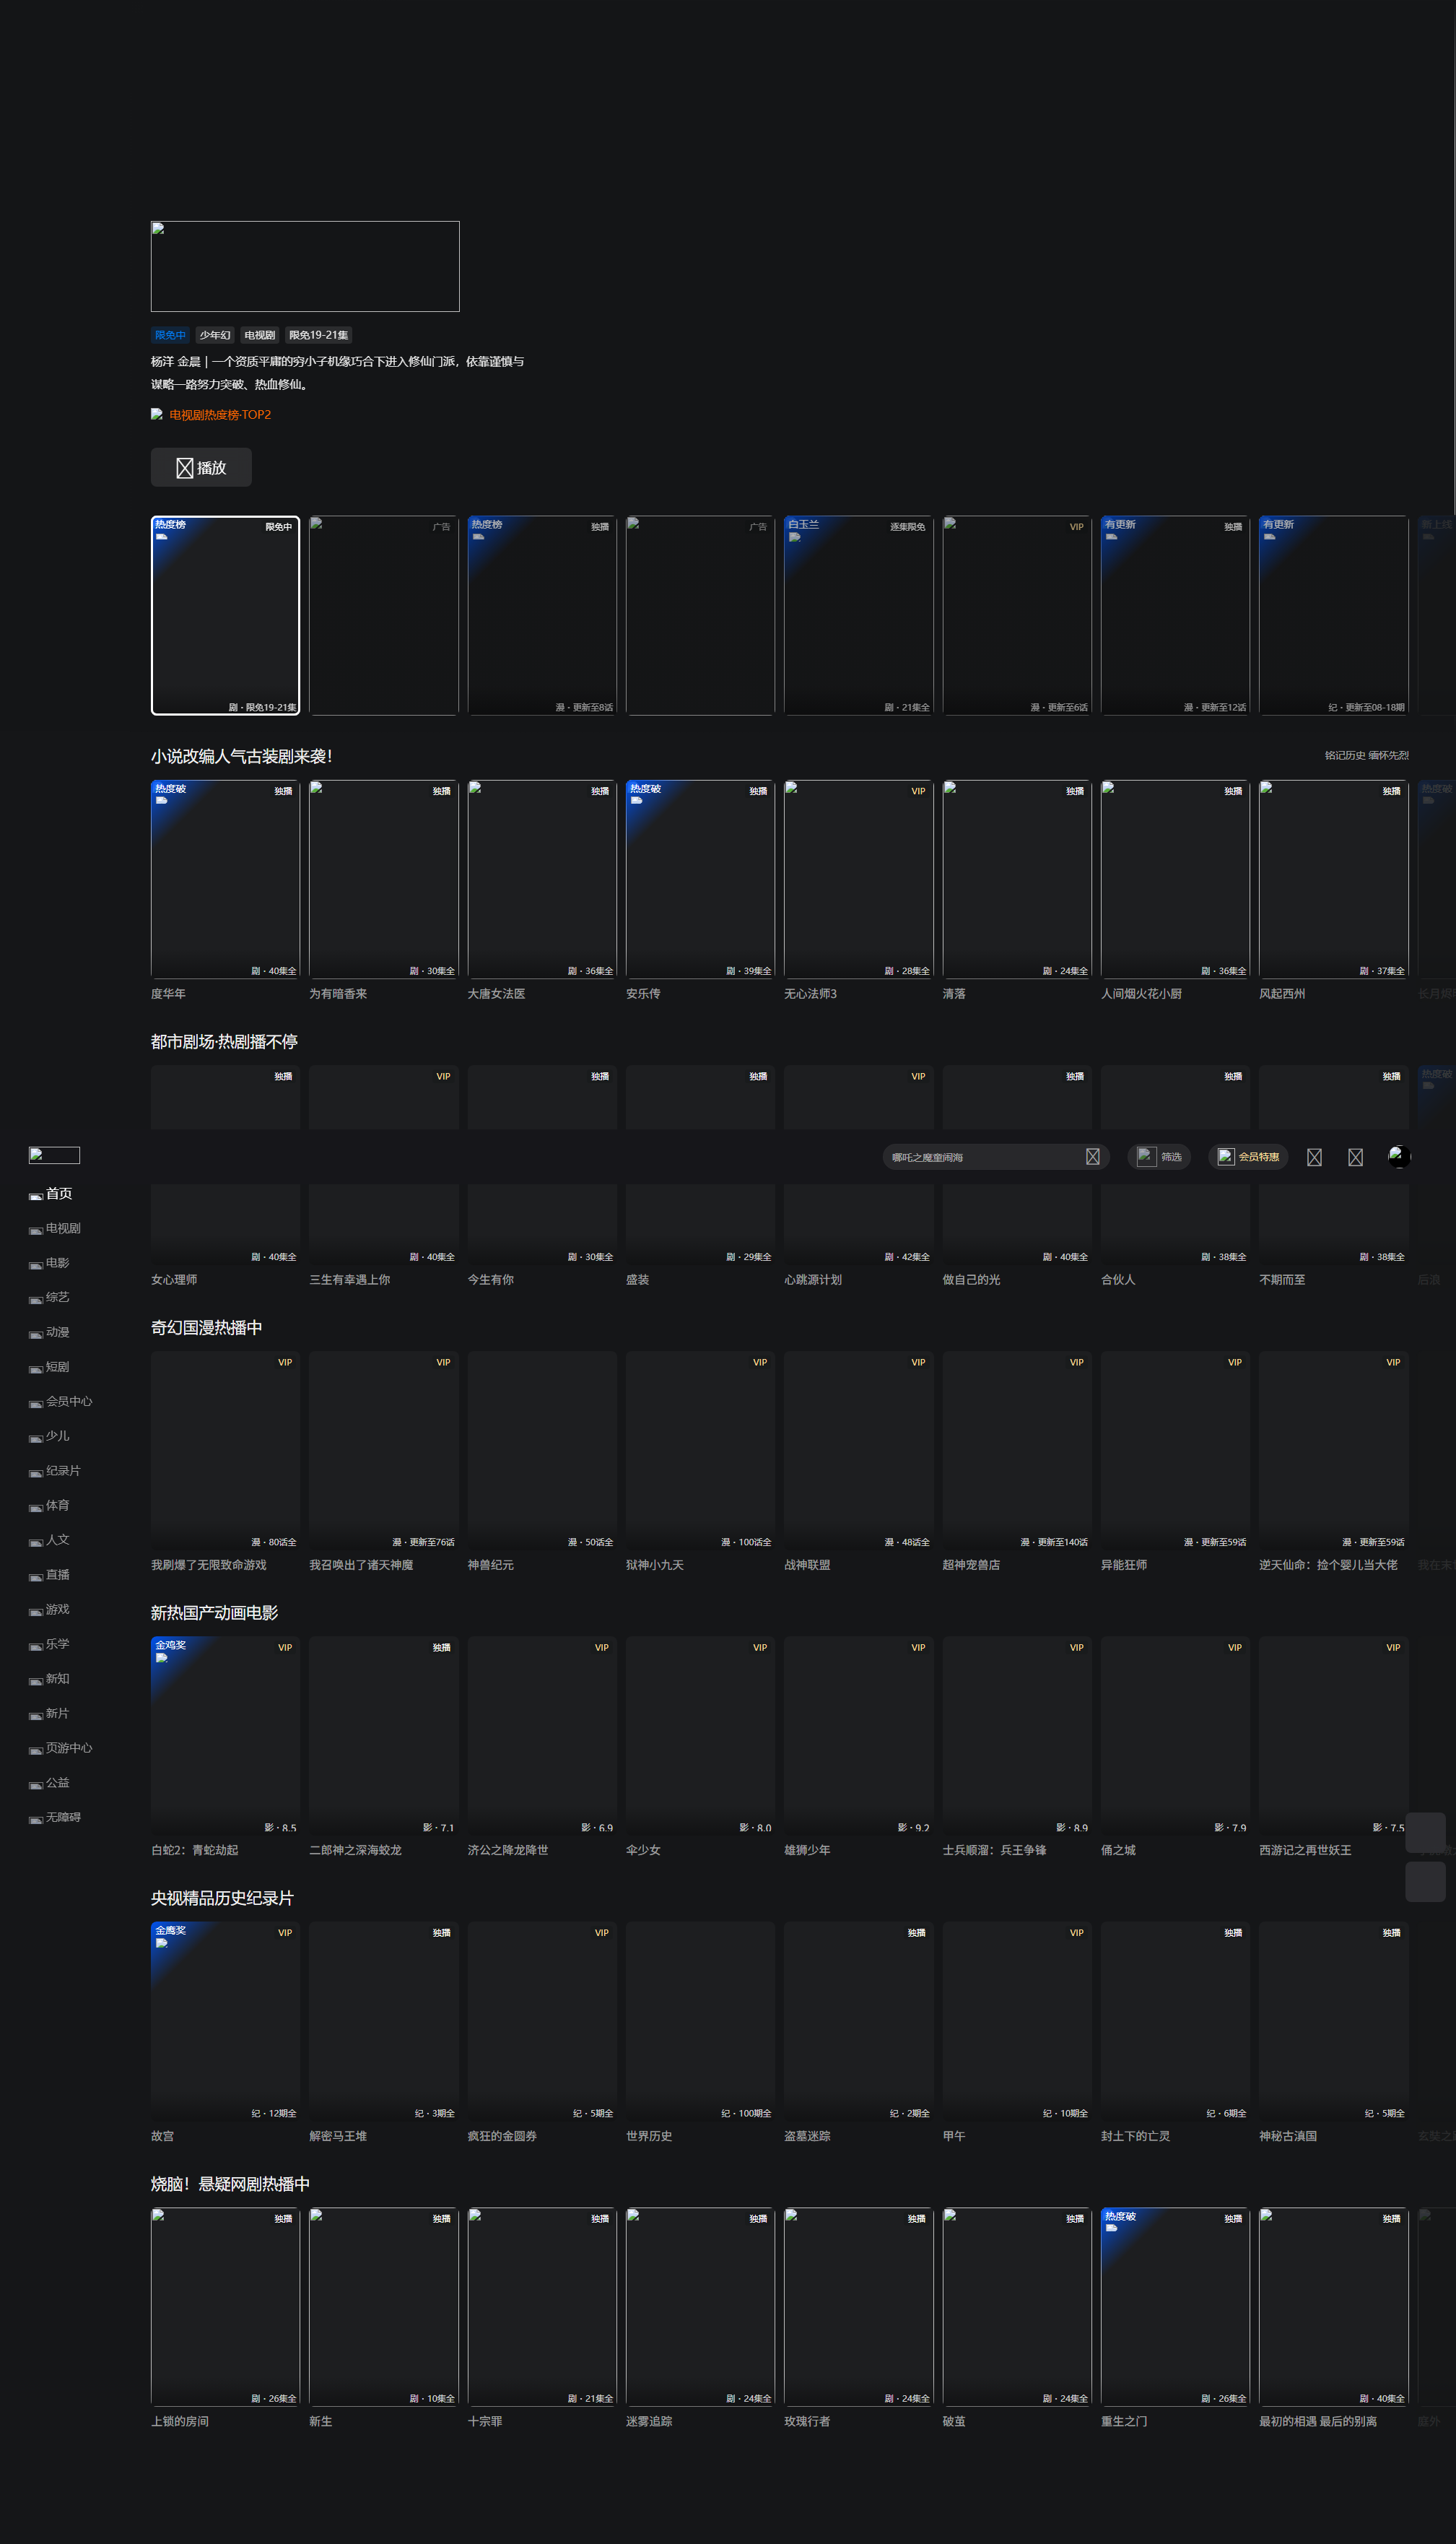 限免中 少年幻 电视剧 限免19-21集
杨洋 金晨 | 一个资质平庸的穷小子机缘巧合下进入修仙门派，依靠谨慎与
谋略一路努力突破、热血修仙。
电视剧热度榜·TOP2
播放
热度榜 限免中 广告 热度榜 独播 广告 白玉兰 逐集限免 VIP 有更新 独播 有更新
剧·限免19-21集 漫·更新至8话 剧·21集全 漫·更新至6话 漫·更新至12话 纪·更新至08-18期
小说改编人气古装剧来袭！ 铭记历史 缅怀先烈
热度破 独播 独播 独播 热度破 独播 VIP 独播 独播 独播 热度破
剧·40集全 剧·30集全 剧·36集全 剧·39集全 剧·28集全 剧·24集全 剧·36集全 剧·37集全
度华年 为有暗香来 大唐女法医 安乐传 无心法师3 清落 人间烟火花小厨 风起西州
都市剧场·热剧播不停
独播 VIP 独播 独播 VIP 独播 独播 独播 热度破
哪吒之魔童闹海 筛选 会员特惠
首页
电视剧
电影
综艺
动漫
短剧
会员中心
少儿
纪录片
体育
人文
直播
游戏
乐学
新知
新片
页游中心
公益
无障碍
剧·40集全 剧·40集全 剧·30集全 剧·29集全 剧·42集全 剧·40集全 剧·38集全 剧·38集全
女心理师 三生有幸遇上你 今生有你 盛装 心跳源计划 做自己的光 合伙人 不期而至 后浪
奇幻国漫热播中
VIP VIP VIP VIP VIP VIP VIP
漫·80话全 漫·更新至76话 漫·50话全 漫·100话全 漫·48话全 漫·更新至140话 漫·更新至59话 漫·更新至59话
我刷爆了无限致命游戏 我召唤出了诸天神魔 神兽纪元 狱神小九天 战神联盟 超神宠兽店 异能狂师 逆天仙命：捡个婴儿当大佬
新热国产动画电影
金鸡奖 VIP 独播 VIP VIP VIP VIP VIP VIP
影·8.5 影·7.1 影·6.9 影·8.0 影·9.2 影·8.9 影·7.9 影·7.5
白蛇2：青蛇劫起 二郎神之深海蛟龙 济公之降龙降世 伞少女 雄狮少年 士兵顺溜：兵王争锋 俑之城 西游记之再世妖王
央视精品历史纪录片
金鹰奖 VIP 独播 VIP 独播 VIP 独播 独播
纪·12期全 纪·3期全 纪·5期全 纪·100期全 纪·2期全 纪·10期全 纪·6期全 纪·5期全
故宫 解密马王堆 疯狂的金圆券 世界历史 盗墓迷踪 甲午 封土下的亡灵 神秘古滇国
烧脑！悬疑网剧热播中
独播 独播 独播 独播 独播 独播 热度破 独播 独播
剧·26集全 剧·10集全 剧·21集全 剧·24集全 剧·24集全 剧·24集全 剧·26集全 剧·40集全
上锁的房间 新生 十宗罪 迷雾追踪 玫瑰行者 破茧 重生之门 最初的相遇 最后的别离 庭外